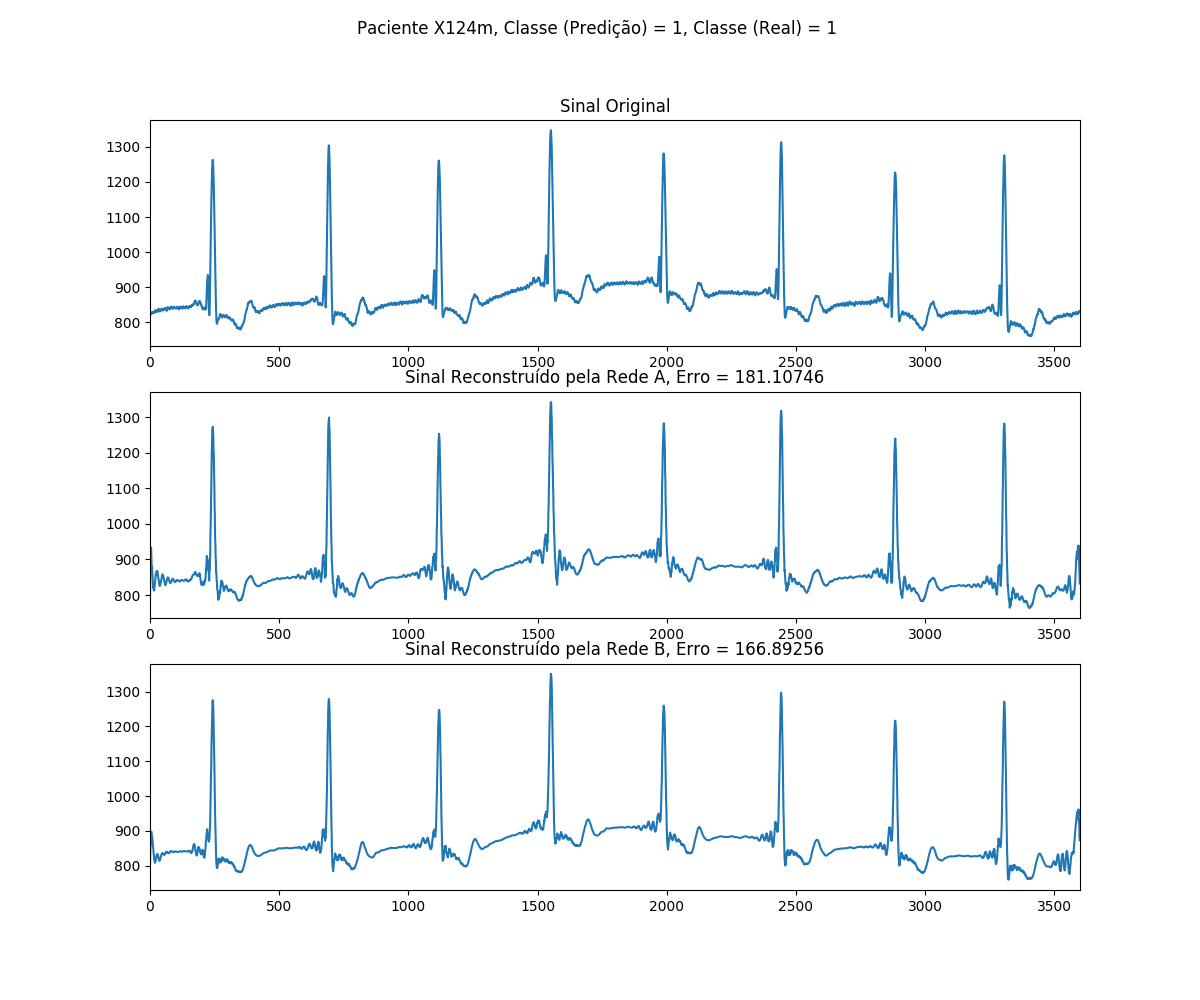 Paciente X124m, Classe (Predição) = 1, Classe (Real) = 1
Sinal Original
1300
1200
1100
1000
900
800
0 500 1000 1500 2000 2500 3000 3500
Sinal Reconstruído pela Rede A, Erro = 181.10746
1300
1200
1100
1000
900
800
0 500 1000 1500 2000 2500 3000 3500
Sinal Reconstruído pela Rede B, Erro = 166.89256
1300
1200
1100
1000
900
800
0 500 1000 1500 2000 2500 3000 3500